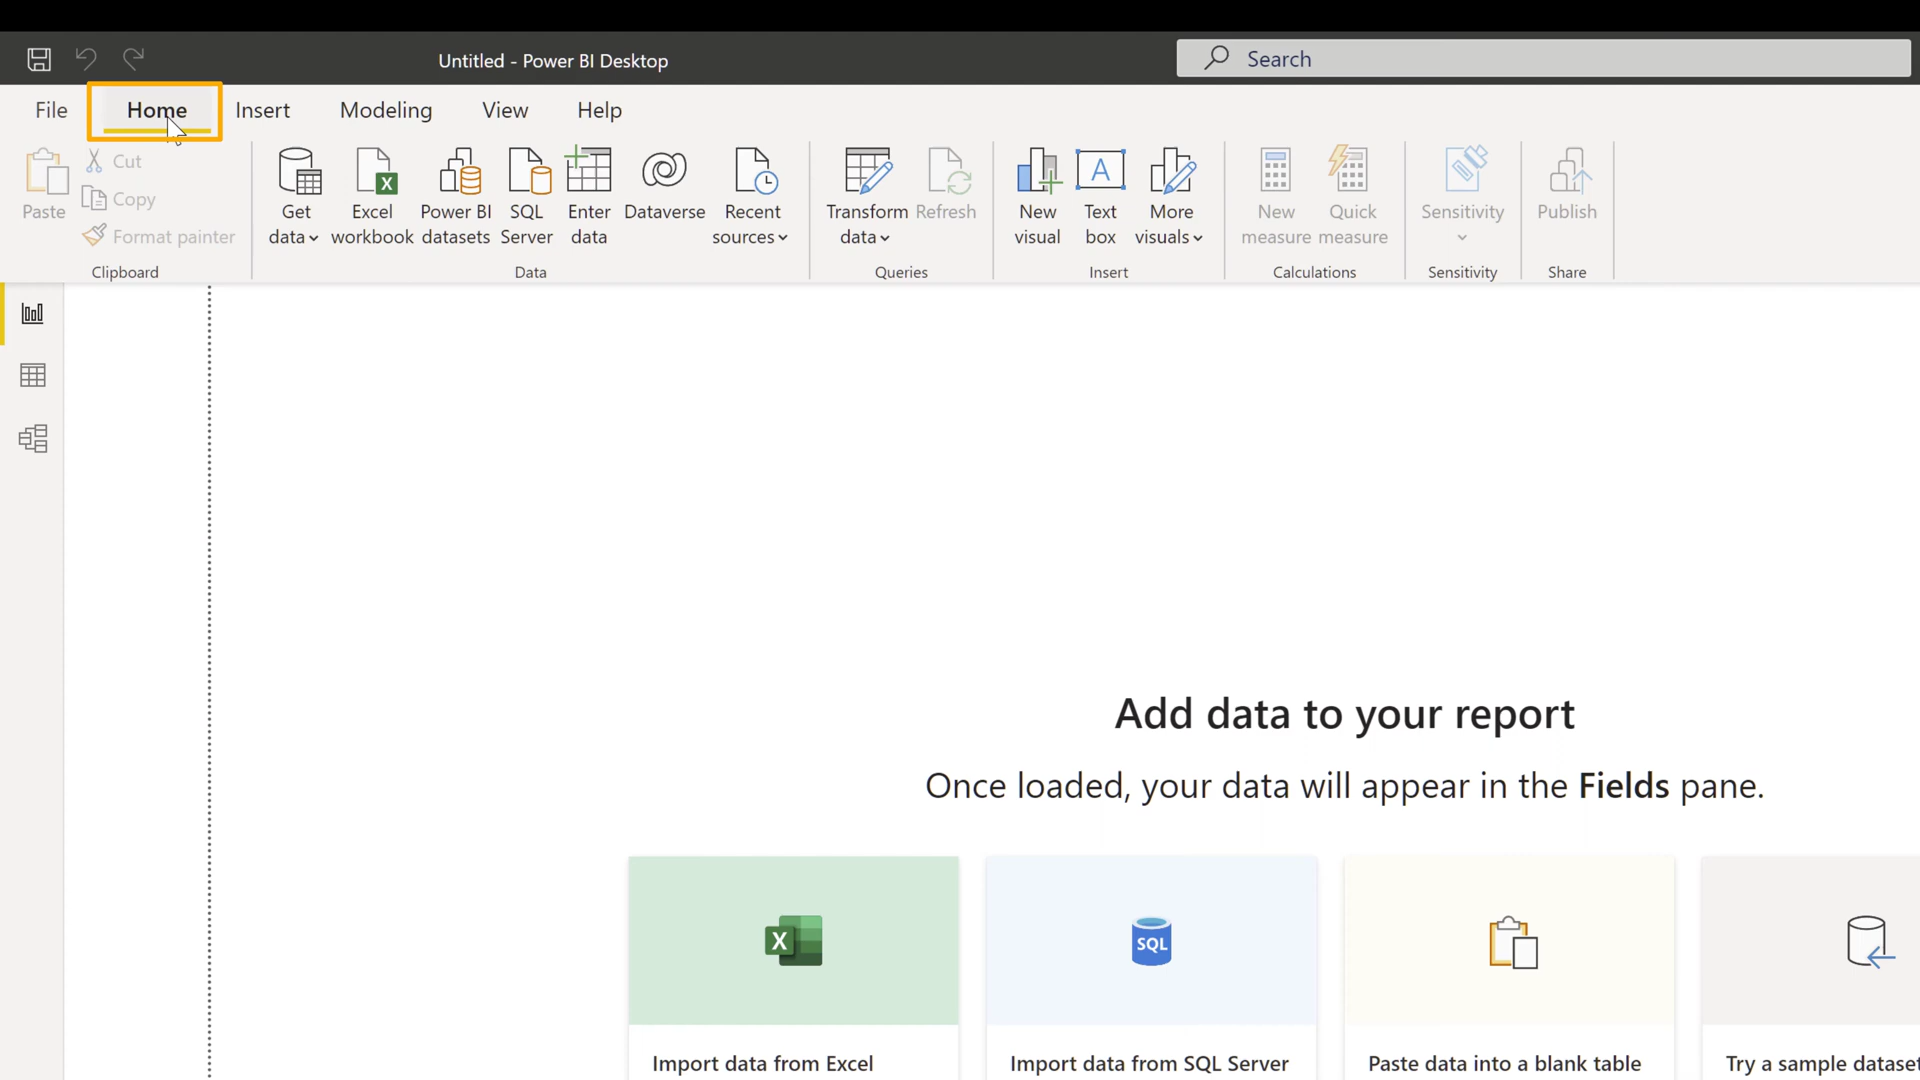 Untitled - Power BI Desktop
Search
File
Home
Insert
Modeling
View
Help
Paste
Cut
Copy
Format painter
Clipboard
Get
data
Excel
workbook
Power BI
datasets
SQL
Server
Enter
data
Dataverse
Recent
sources
Data
Transform
data
Refresh
Queries
New
visual
A
Text
box
More
visuals
Insert
New
measure
Quick
measure
Calculations
Sensitivity
Sensitivity
Publish
Share
Add data to your report
Once loaded, your data will appear in the Fields pane.
X
SQL
Import data from Excel
Import data from SQL Server
Paste data into a blank table
Try a sample dataset